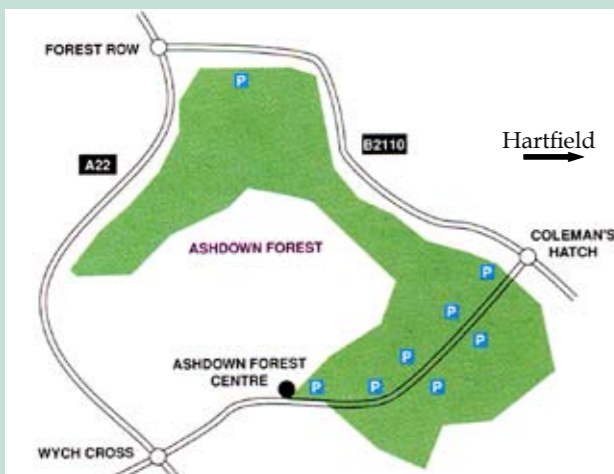 FOREST ROW
P
B2110
Hartfield
A22
ASHDOWN FOREST
COLEMAN'S
HATCH
P
P
P
P
ASHDOWN FOREST
CENTRE
P
P
P
WYCH CROSS